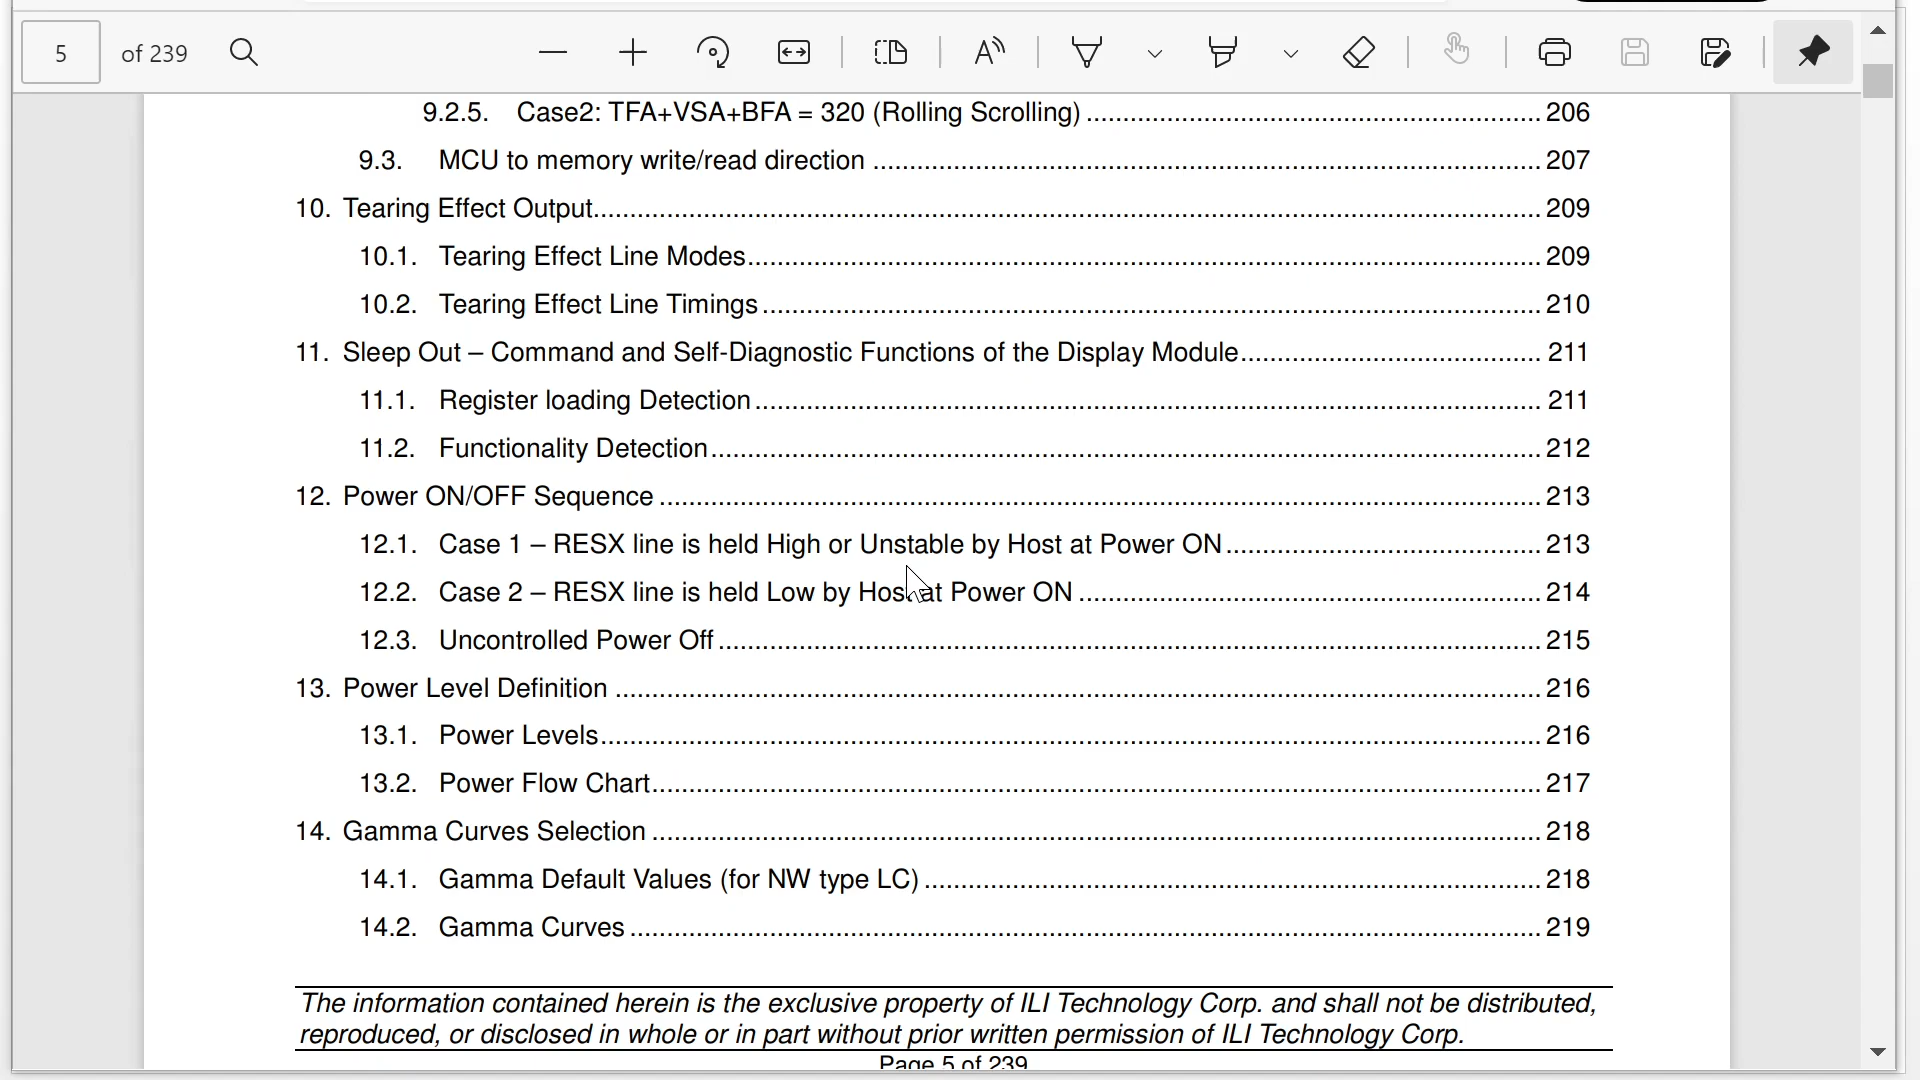 5 of 239
9.2.5. Case2: TFA+VSA+BFA = 320 (Rolling Scrolling) 206
9.3. MCU to memory write/read direction 207
10. Tearing Effect Output 209
10.1. Tearing Effect Line Modes 209
10.2. Tearing Effect Line Timings 210
11. Sleep Out – Command and Self-Diagnostic Functions of the Display Module 211
11.1. Register loading Detection 211
11.2. Functionality Detection 212
12. Power ON/OFF Sequence 213
12.1. Case 1 – RESX line is held High or Unstable by Host at Power ON 213
12.2. Case 2 – RESX line is held Low by Host at Power ON 214
12.3. Uncontrolled Power Off 215
13. Power Level Definition 216
13.1. Power Levels 216
13.2. Power Flow Chart 217
14. Gamma Curves Selection 218
14.1. Gamma Default Values (for NW type LC) 218
14.2. Gamma Curves 219
The information contained herein is the exclusive property of ILI Technology Corp. and shall not be distributed,
reproduced, or disclosed in whole or in part without prior written permission of ILI Technology Corp.
Page 5 of 239